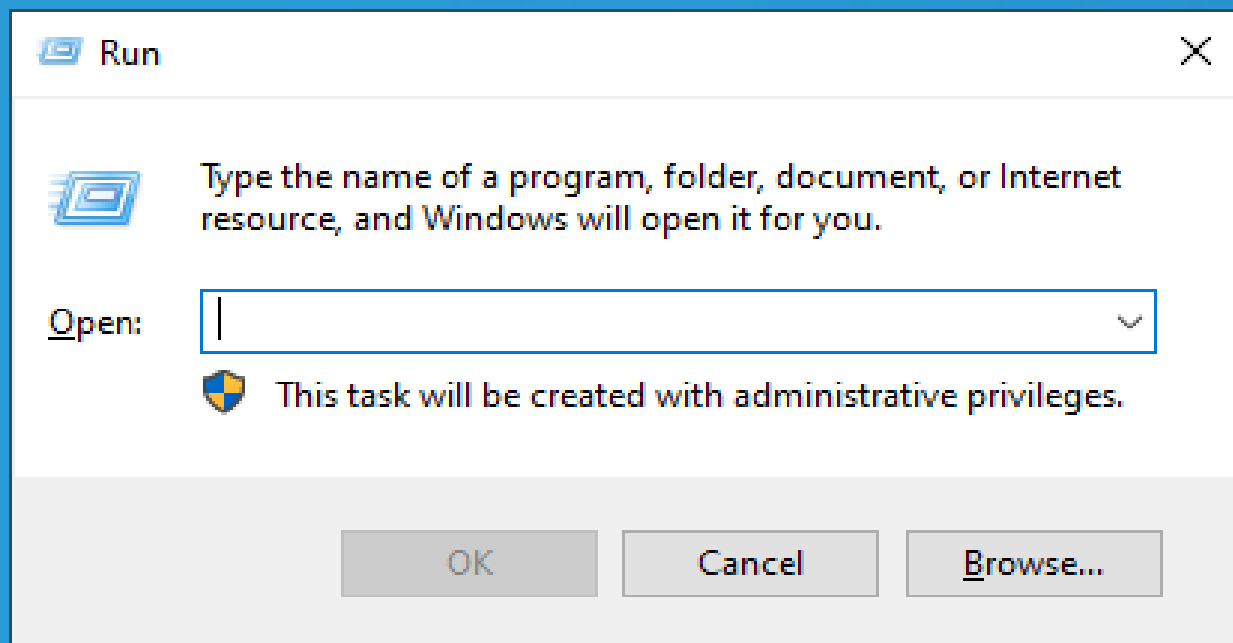 Run
Type the name of a program, folder, document, or Internet
resource, and Windows will open it for you.
Open:
This task will be created with administrative privileges.
OK Cancel Browse...